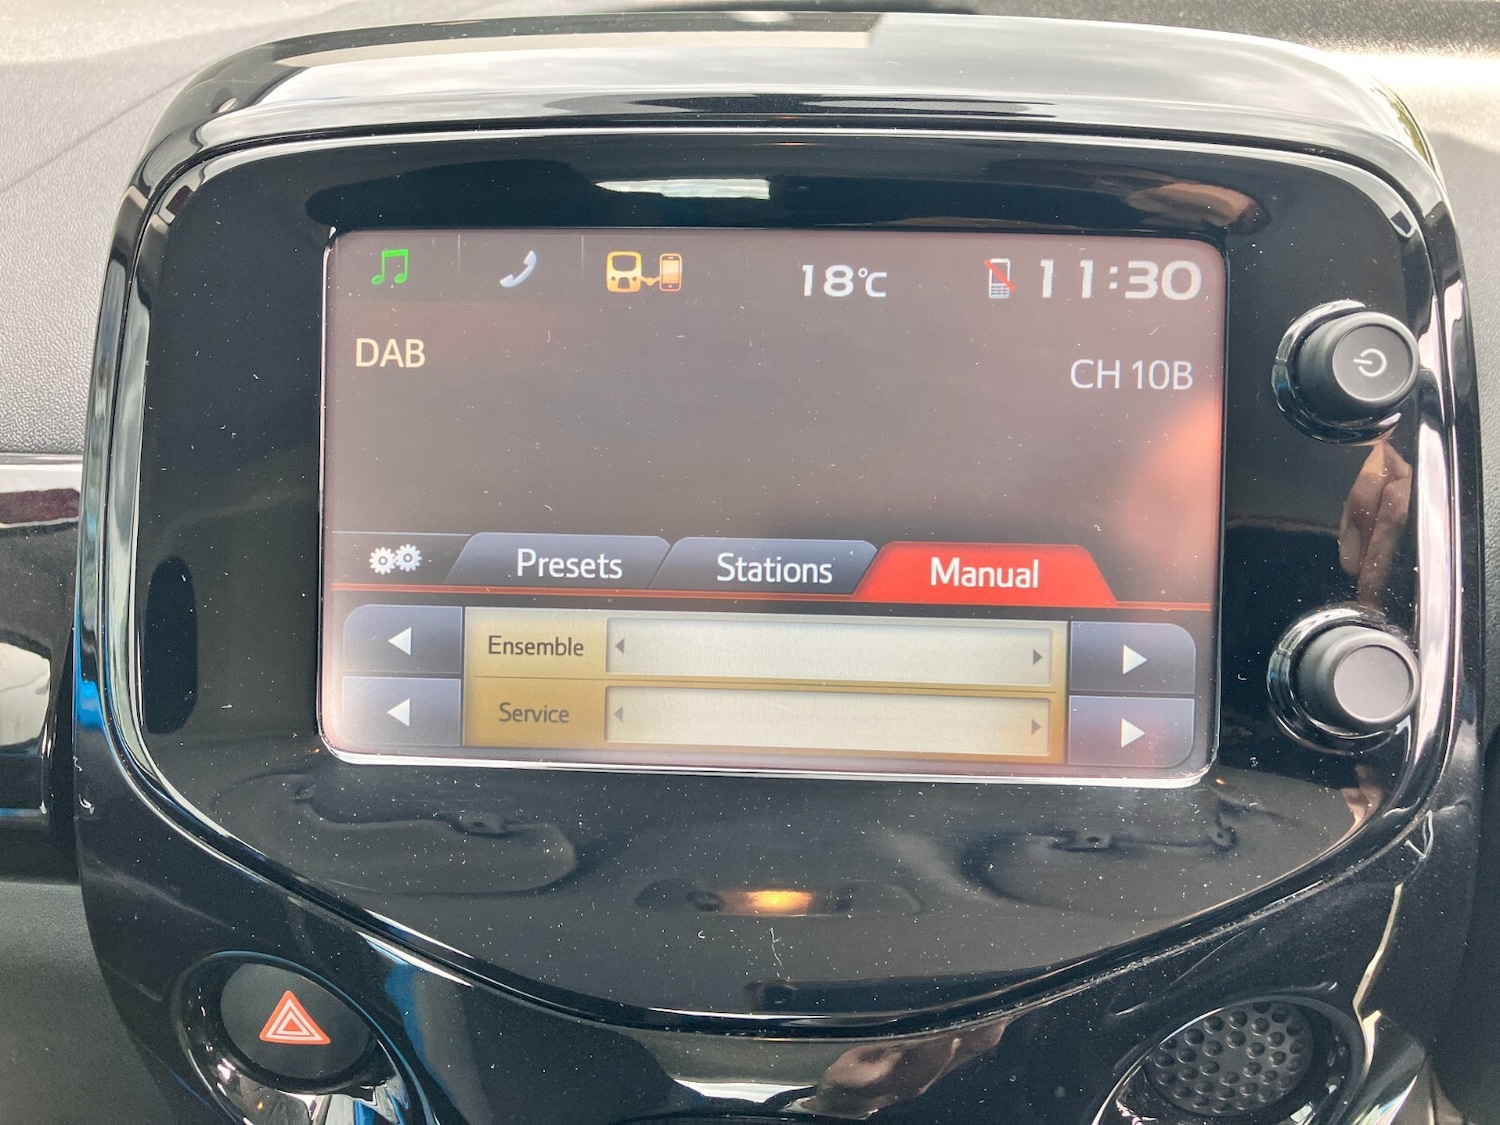 18°C 11:30
DAB
CH 10B
Presets Stations Manual
Ensemble
Service